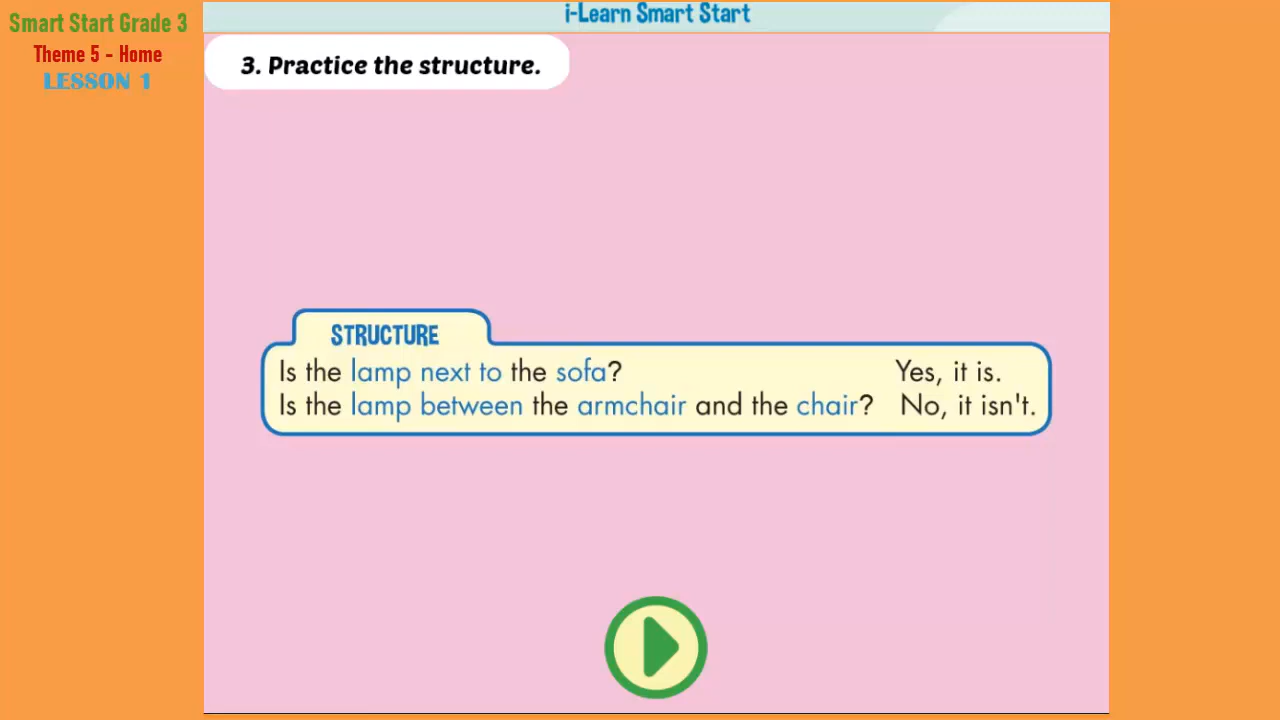 Smart Start Grade 3
Theme 5 - Home
LESSON 1
i-Learn Smart Start
3. Practice the structure.
STRUCTURE
Is the lamp next to the sofa? Yes, it is.
Is the lamp between the armchair and the chair? No, it isn't.